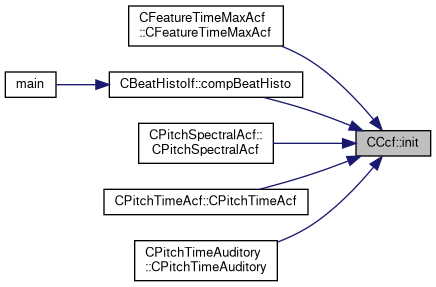 CFeatureTimeMaxAcf
::CFeatureTimeMaxAcf
main
CBeatHistoIf::compBeatHisto
CPitchSpectralAcf::
CPitchSpectralAcf
CCcf::init
CPitchTimeAcf::CPitchTimeAcf
CPitchTimeAuditory
::CPitchTimeAuditory